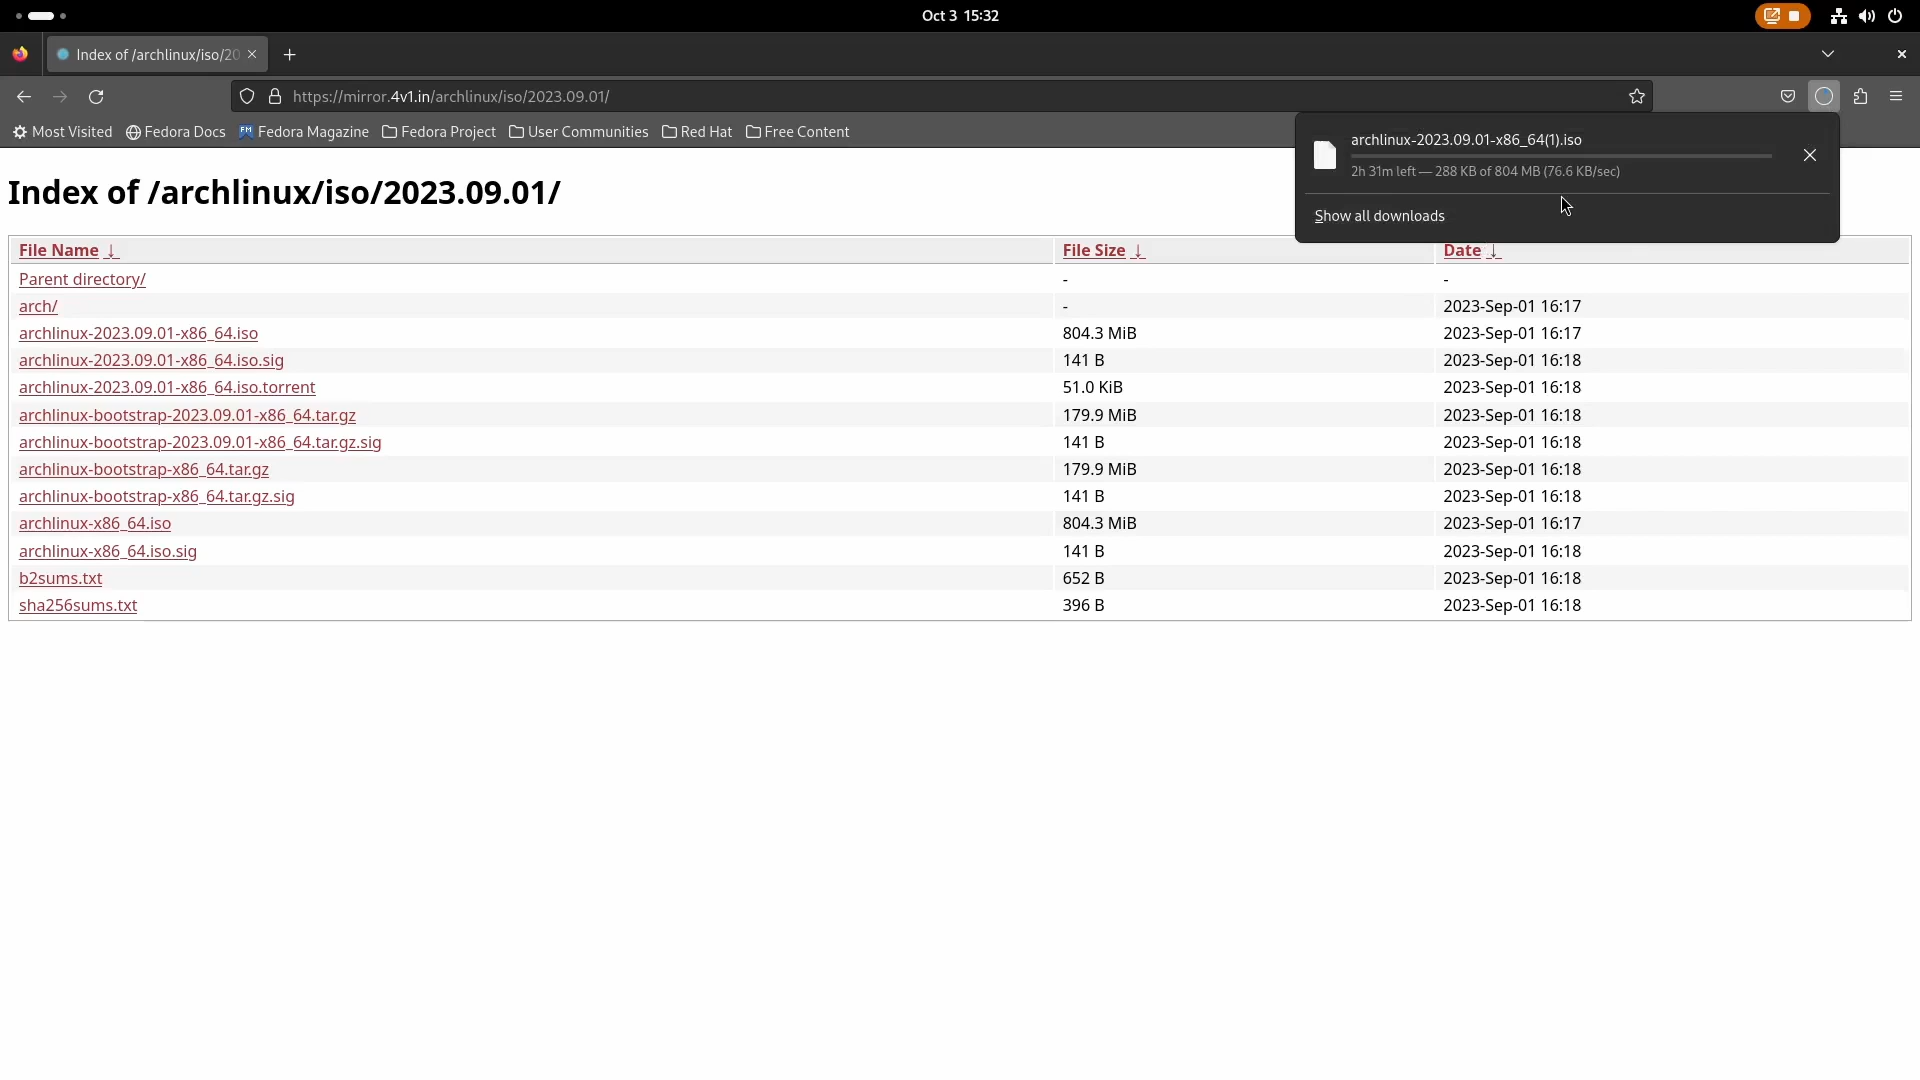 Oct 3 15:32
Index of /archlinux/iso/20
https://mirror.4v1.in/archlinux/iso/2023.09.01/
Most Visited Fedora Docs Fedora Magazine Fedora Project User Communities Red Hat Free Content
archlinux-2023.09.01-x86_64(1).iso
2h 31m left — 288 KB of 804 MB (76.6 KB/sec)
Show all downloads
Index of /archlinux/iso/2023.09.01/
File Name ↓ File Size ↓ Date ↓
Parent directory/ - -
arch/ - 2023-Sep-01 16:17
archlinux-2023.09.01-x86_64.iso 804.3 MiB 2023-Sep-01 16:17
archlinux-2023.09.01-x86_64.iso.sig 141 B 2023-Sep-01 16:18
archlinux-2023.09.01-x86_64.iso.torrent 51.0 KiB 2023-Sep-01 16:18
archlinux-bootstrap-2023.09.01-x86_64.tar.gz 179.9 MiB 2023-Sep-01 16:18
archlinux-bootstrap-2023.09.01-x86_64.tar.gz.sig 141 B 2023-Sep-01 16:18
archlinux-bootstrap-x86_64.tar.gz 179.9 MiB 2023-Sep-01 16:18
archlinux-bootstrap-x86_64.tar.gz.sig 141 B 2023-Sep-01 16:18
archlinux-x86_64.iso 804.3 MiB 2023-Sep-01 16:17
archlinux-x86_64.iso.sig 141 B 2023-Sep-01 16:18
b2sums.txt 652 B 2023-Sep-01 16:18
sha256sums.txt 396 B 2023-Sep-01 16:18